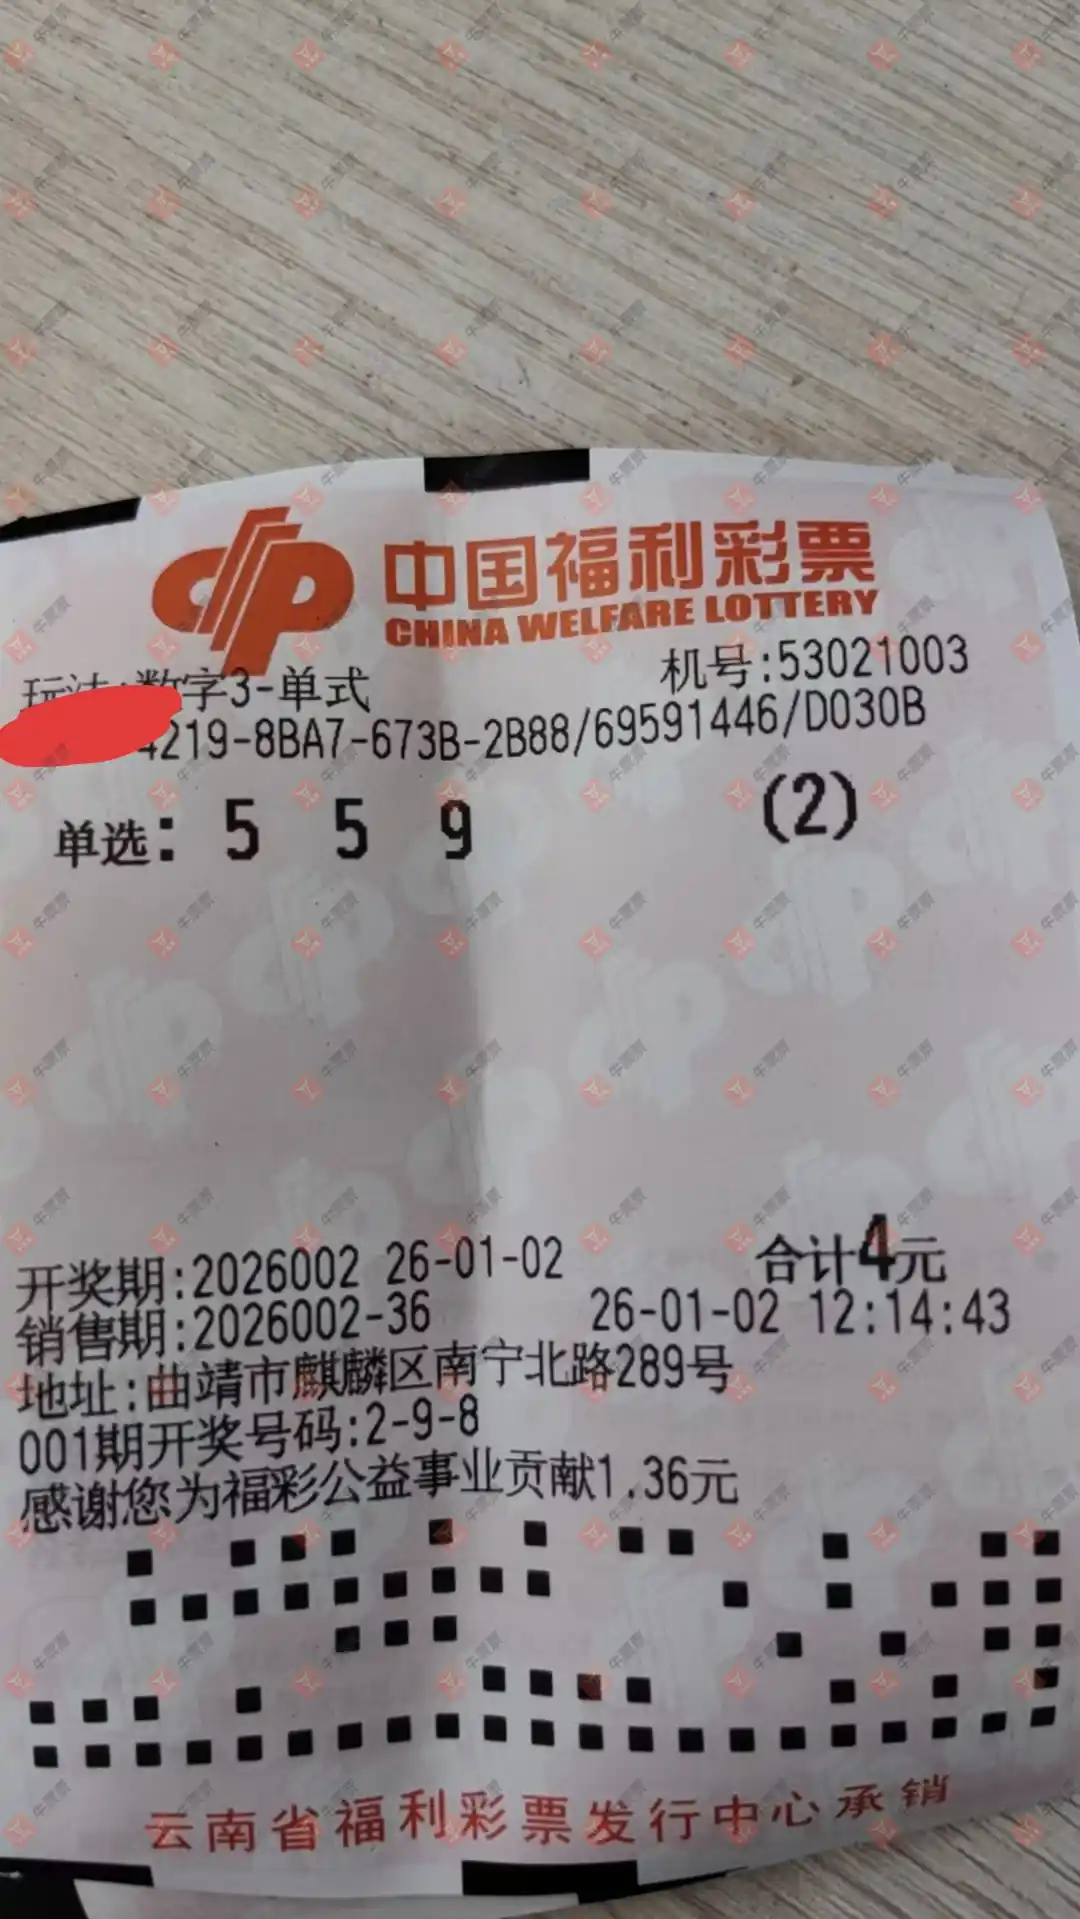 中国福利彩票
CHINA WELFARE LOTTERY
玩法:数字3-单式
机号:53021003
4219-8BA7-673B-2B88/69591446/D030B
单选: 5 5 9 (2)
开奖期:2026002 26-01-02
合计4元
销售期:2026002-36
26-01-02 12:14:43
地址:曲靖市麒麟区南宁北路289号
001期开奖号码:2-9-8
感谢您为福彩公益事业贡献1.36元
云南省福利彩票发行中心承销